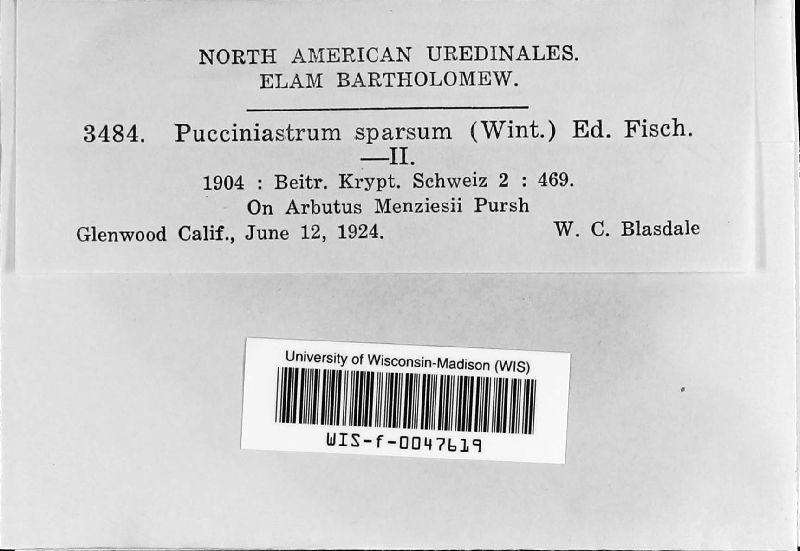 NORTH AMERICAN UREDINALES.
ELAM BARTHOLOMEW.
3484. Pucciniastrum sparsum (Wint.) Ed. Fisch.
—II.
1904 : Beitr. Krypt. Schweiz 2 : 469.
On Arbutus Menziesii Pursh
Glenwood Calif., June 12, 1924. W. C. Blasdale
University of Wisconsin-Madison (WIS)
WIS-f-0047619